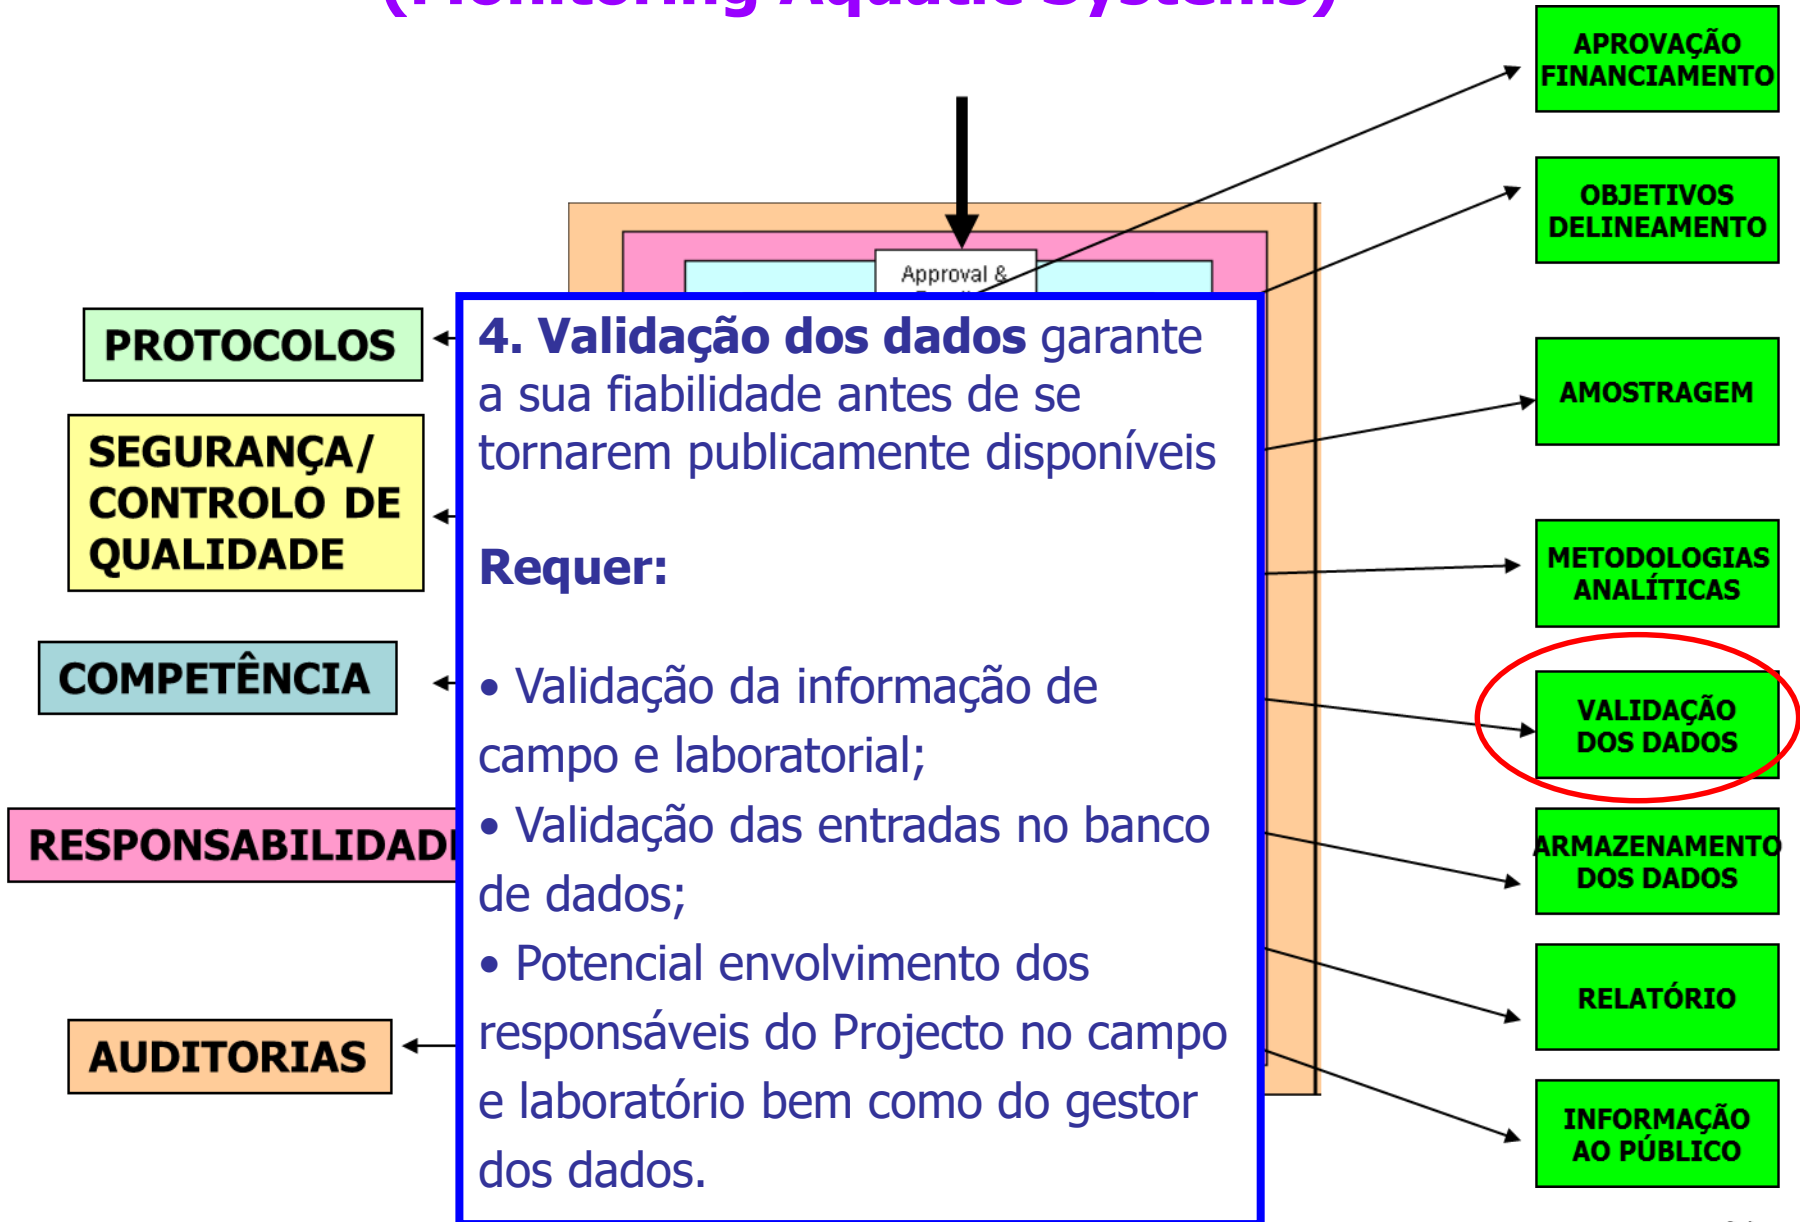 (Monitoring Aquatic Systems)
APROVAÇÃO
FINANCIAMENTO
OBJETIVOS
DELINEAMENTO
Approval &
PROTOCOLOS
SEGURANÇA/
CONTROLO DE
QUALIDADE
COMPETÊNCIA
RESPONSABILIDAD
AUDITORIAS
4. Validação dos dados garante
a sua fiabilidade antes de se
tornarem publicamente disponíveis
Requer:
• Validação da informação de
campo e laboratorial;
• Validação das entradas no banco
de dados;
• Potencial envolvimento dos
responsáveis do Projecto no campo
e laboratório bem como do gestor
dos dados.
AMOSTRAGEM
METODOLOGIAS
ANALÍTICAS
VALIDAÇÃO
DOS DADOS
ARMAZENAMENTO
DOS DADOS
RELATÓRIO
INFORMAÇÃO
AO PÚBLICO